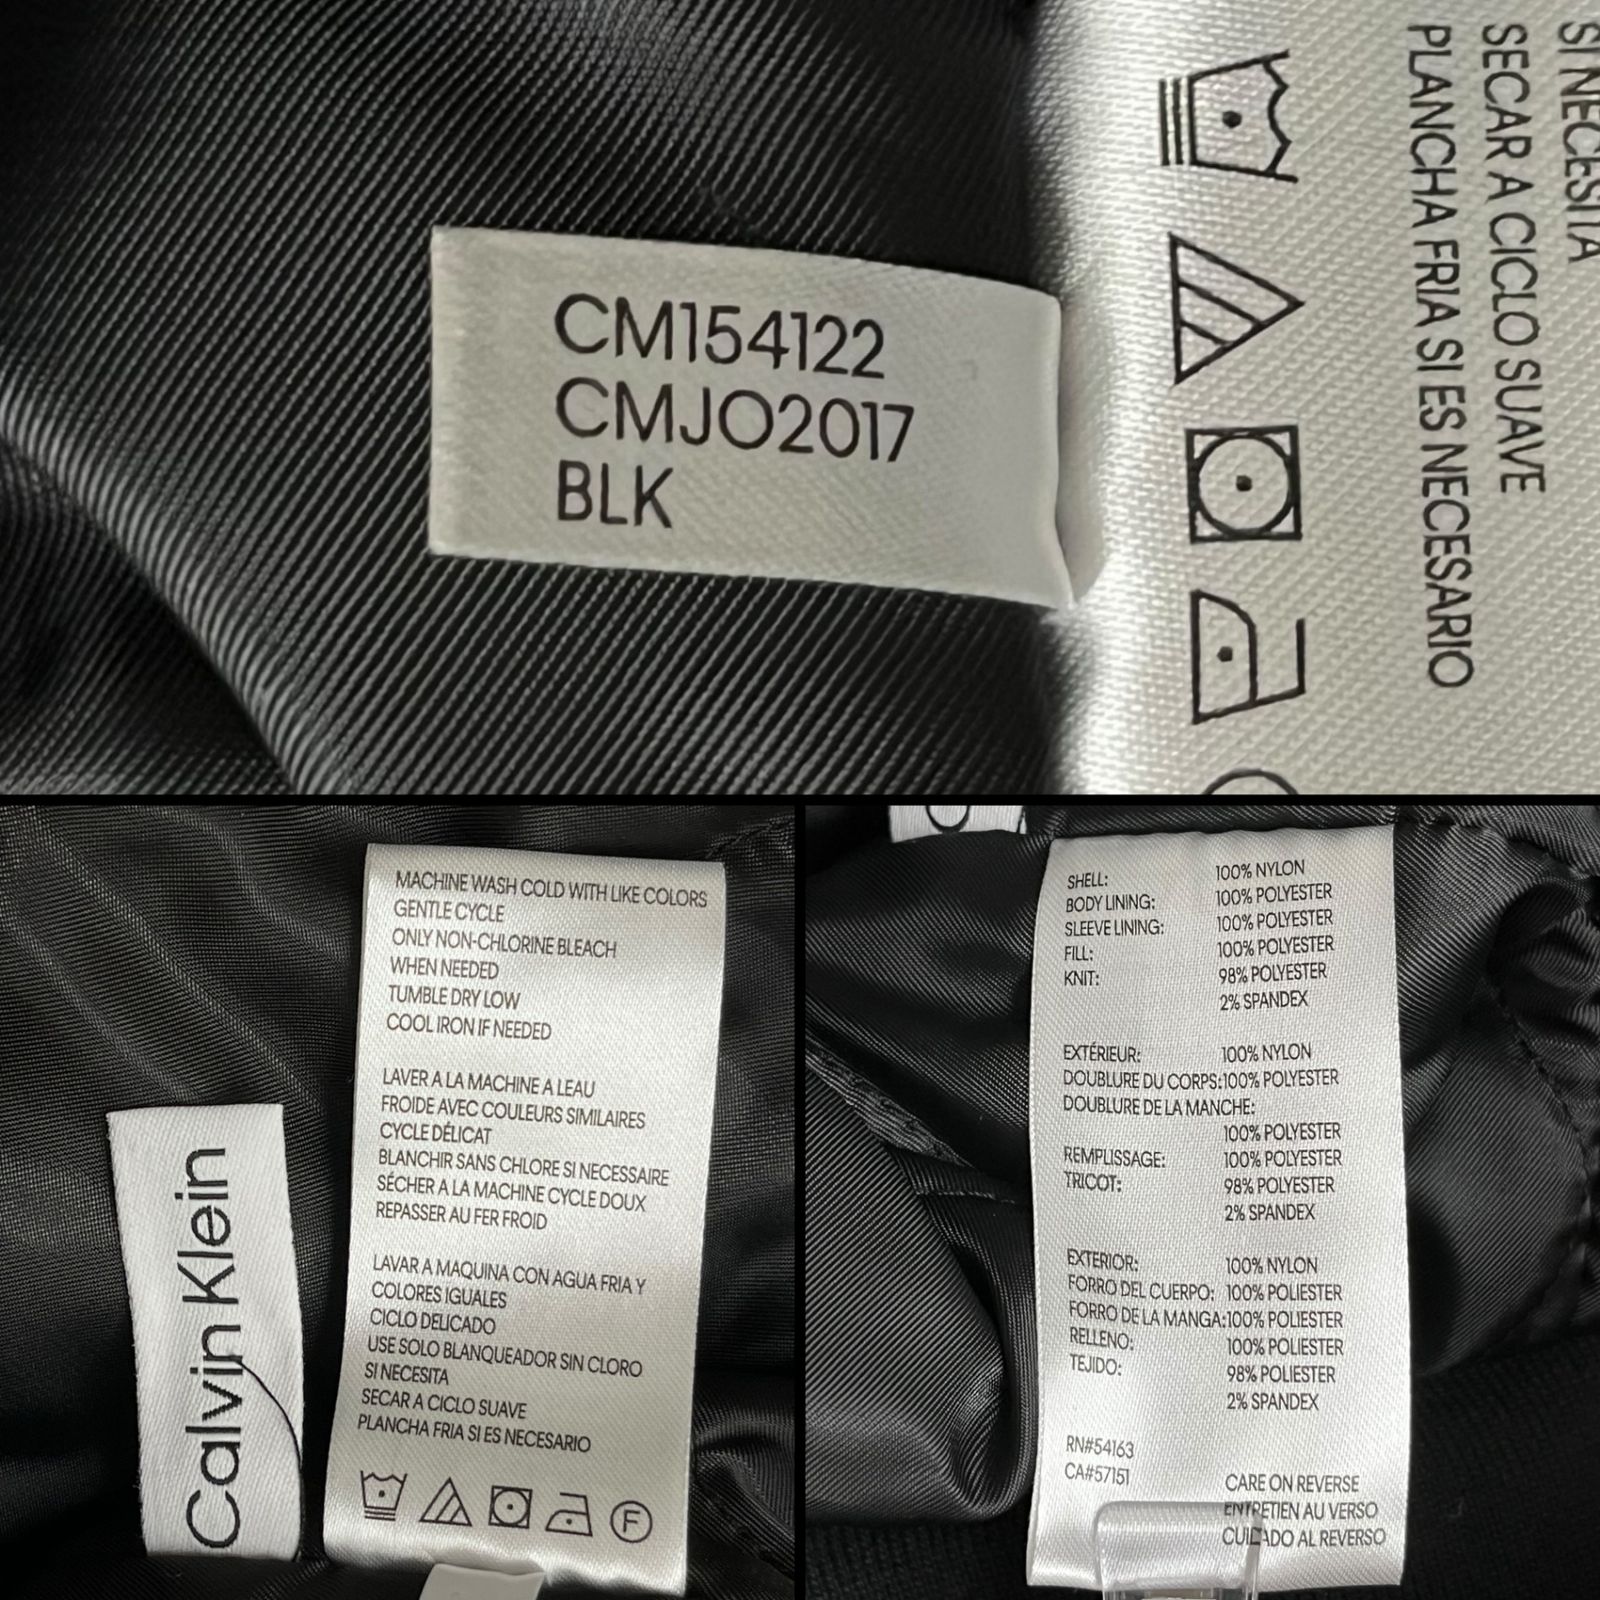 CM154122
CMJO2017
BLK
SECAR A CICLO SUAVE
PLANCHA FRIA SI ES NECESARIO
Calvin Klein
MACHINE WASH COLD WITH LIKE COLORS
GENTLE CYCLE
ONLY NON-CHLORINE BLEACH
WHEN NEEDED
TUMBLE DRY LOW
COOL IRON IF NEEDED
LAVER A LA MACHINE A LEAU
FROIDE AVEC COULEURS SIMILAIRES
CYCLE DÉLICAT
BLANCHIR SANS CHLORE SI NECESSAIRE
SÉCHER A LA MACHINE CYCLE DOUX
REPASSER AU FER FROID
LAVAR A MAQUINA CON AGUA FRIA Y
COLORES IGUALES
CICLO DELICADO
USE SOLO BLANQUEADOR SIN CLORO
SI NECESITA
SECAR A CICLO SUAVE
PLANCHA FRIA SI ES NECESARIO
F
SHELL: 100% NYLON
BODY LINING: 100% POLYESTER
SLEEVE LINING: 100% POLYESTER
FILL: 100% POLYESTER
KNIT: 98% POLYESTER
2% SPANDEX
EXTÉRIEUR: 100% NYLON
DOUBLURE DU CORPS:100% POLYESTER
DOUBLURE DE LA MANCHE:
100% POLYESTER
REMPLISSAGE: 100% POLYESTER
TRICOT: 98% POLYESTER
2% SPANDEX
EXTERIOR: 100% NYLON
FORRO DEL CUERPO: 100% POLIESTER
FORRO DE LA MANGA:100% POLIESTER
RELLENO: 100% POLIESTER
TEJIDO: 98% POLIESTER
2% SPANDEX
RN#54163
CA#57151
CARE ON REVERSE
ENTRETIEN AU VERSO
CUIDADO AL REVERSO